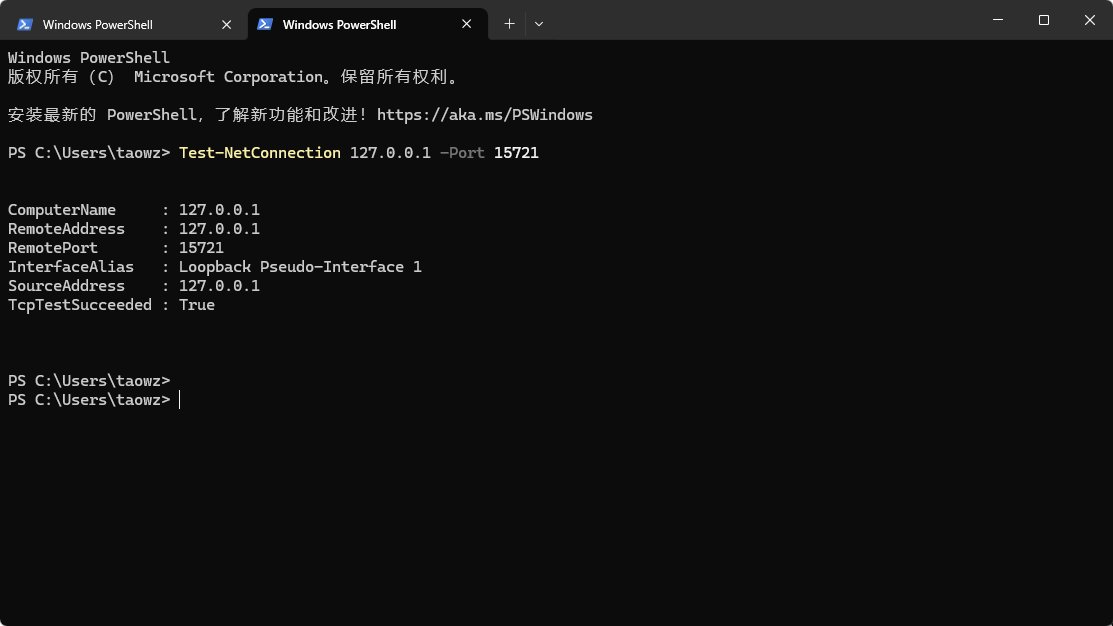 Windows PowerShell
Windows PowerShell
Windows PowerShell
版权所有（C） Microsoft Corporation。保留所有权利。
安装最新的 PowerShell，了解新功能和改进！https://aka.ms/PSWindows
PS C:\Users\taowz> Test-NetConnection 127.0.0.1 -Port 15721
ComputerName     : 127.0.0.1
RemoteAddress    : 127.0.0.1
RemotePort       : 15721
InterfaceAlias   : Loopback Pseudo-Interface 1
SourceAddress    : 127.0.0.1
TcpTestSucceeded : True
PS C:\Users\taowz>
PS C:\Users\taowz>